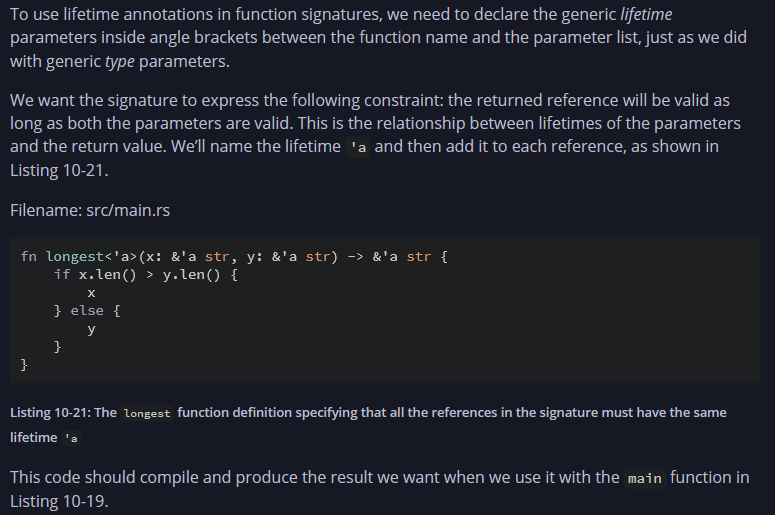 To use lifetime annotations in function signatures, we need to declare the generic lifetime
parameters inside angle brackets between the function name and the parameter list, just as we did
with generic type parameters.
We want the signature to express the following constraint: the returned reference will be valid as
long as both the parameters are valid. This is the relationship between lifetimes of the parameters
and the return value. We’ll name the lifetime 'a and then add it to each reference, as shown in
Listing 10-21.
Filename: src/main.rs
fn longest<'a>(x: &'a str, y: &'a str) -> &'a str {
    if x.len() > y.len() {
        x
    } else {
        y
    }
}
Listing 10-21: The longest function definition specifying that all the references in the signature must have the same
lifetime 'a
This code should compile and produce the result we want when we use it with the main function in
Listing 10-19.